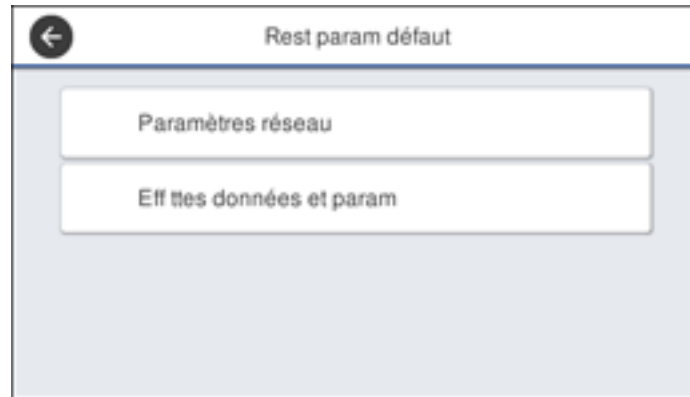 Rest param défaut
Paramètres réseau
Eff ttes données et param